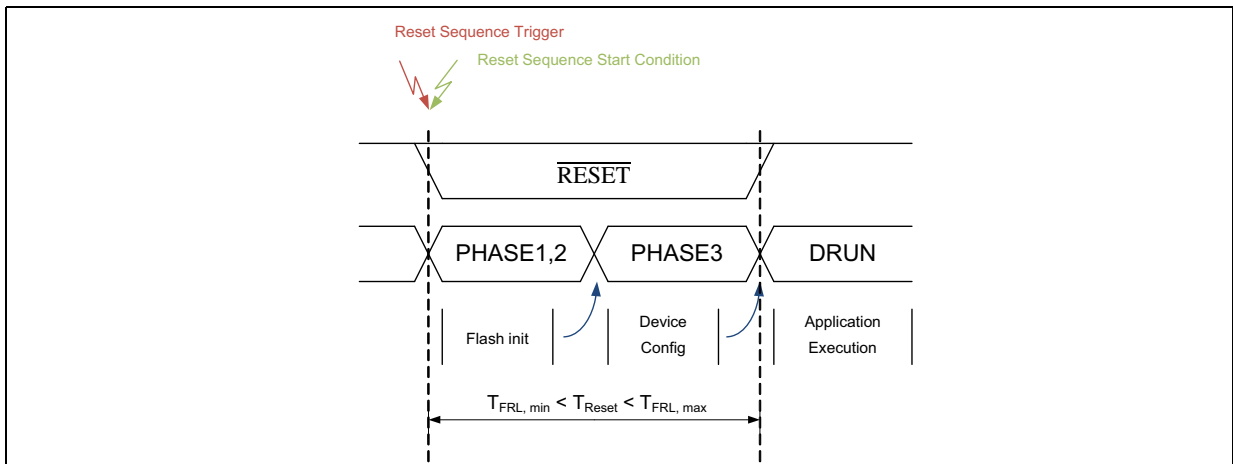 Reset Sequence Trigger
Reset Sequence Start Condition
RESET
PHASE1,2
PHASE3
DRUN
Flash init
Device
Config
Application
Execution
TFRL, min < TReset < TFRL, max